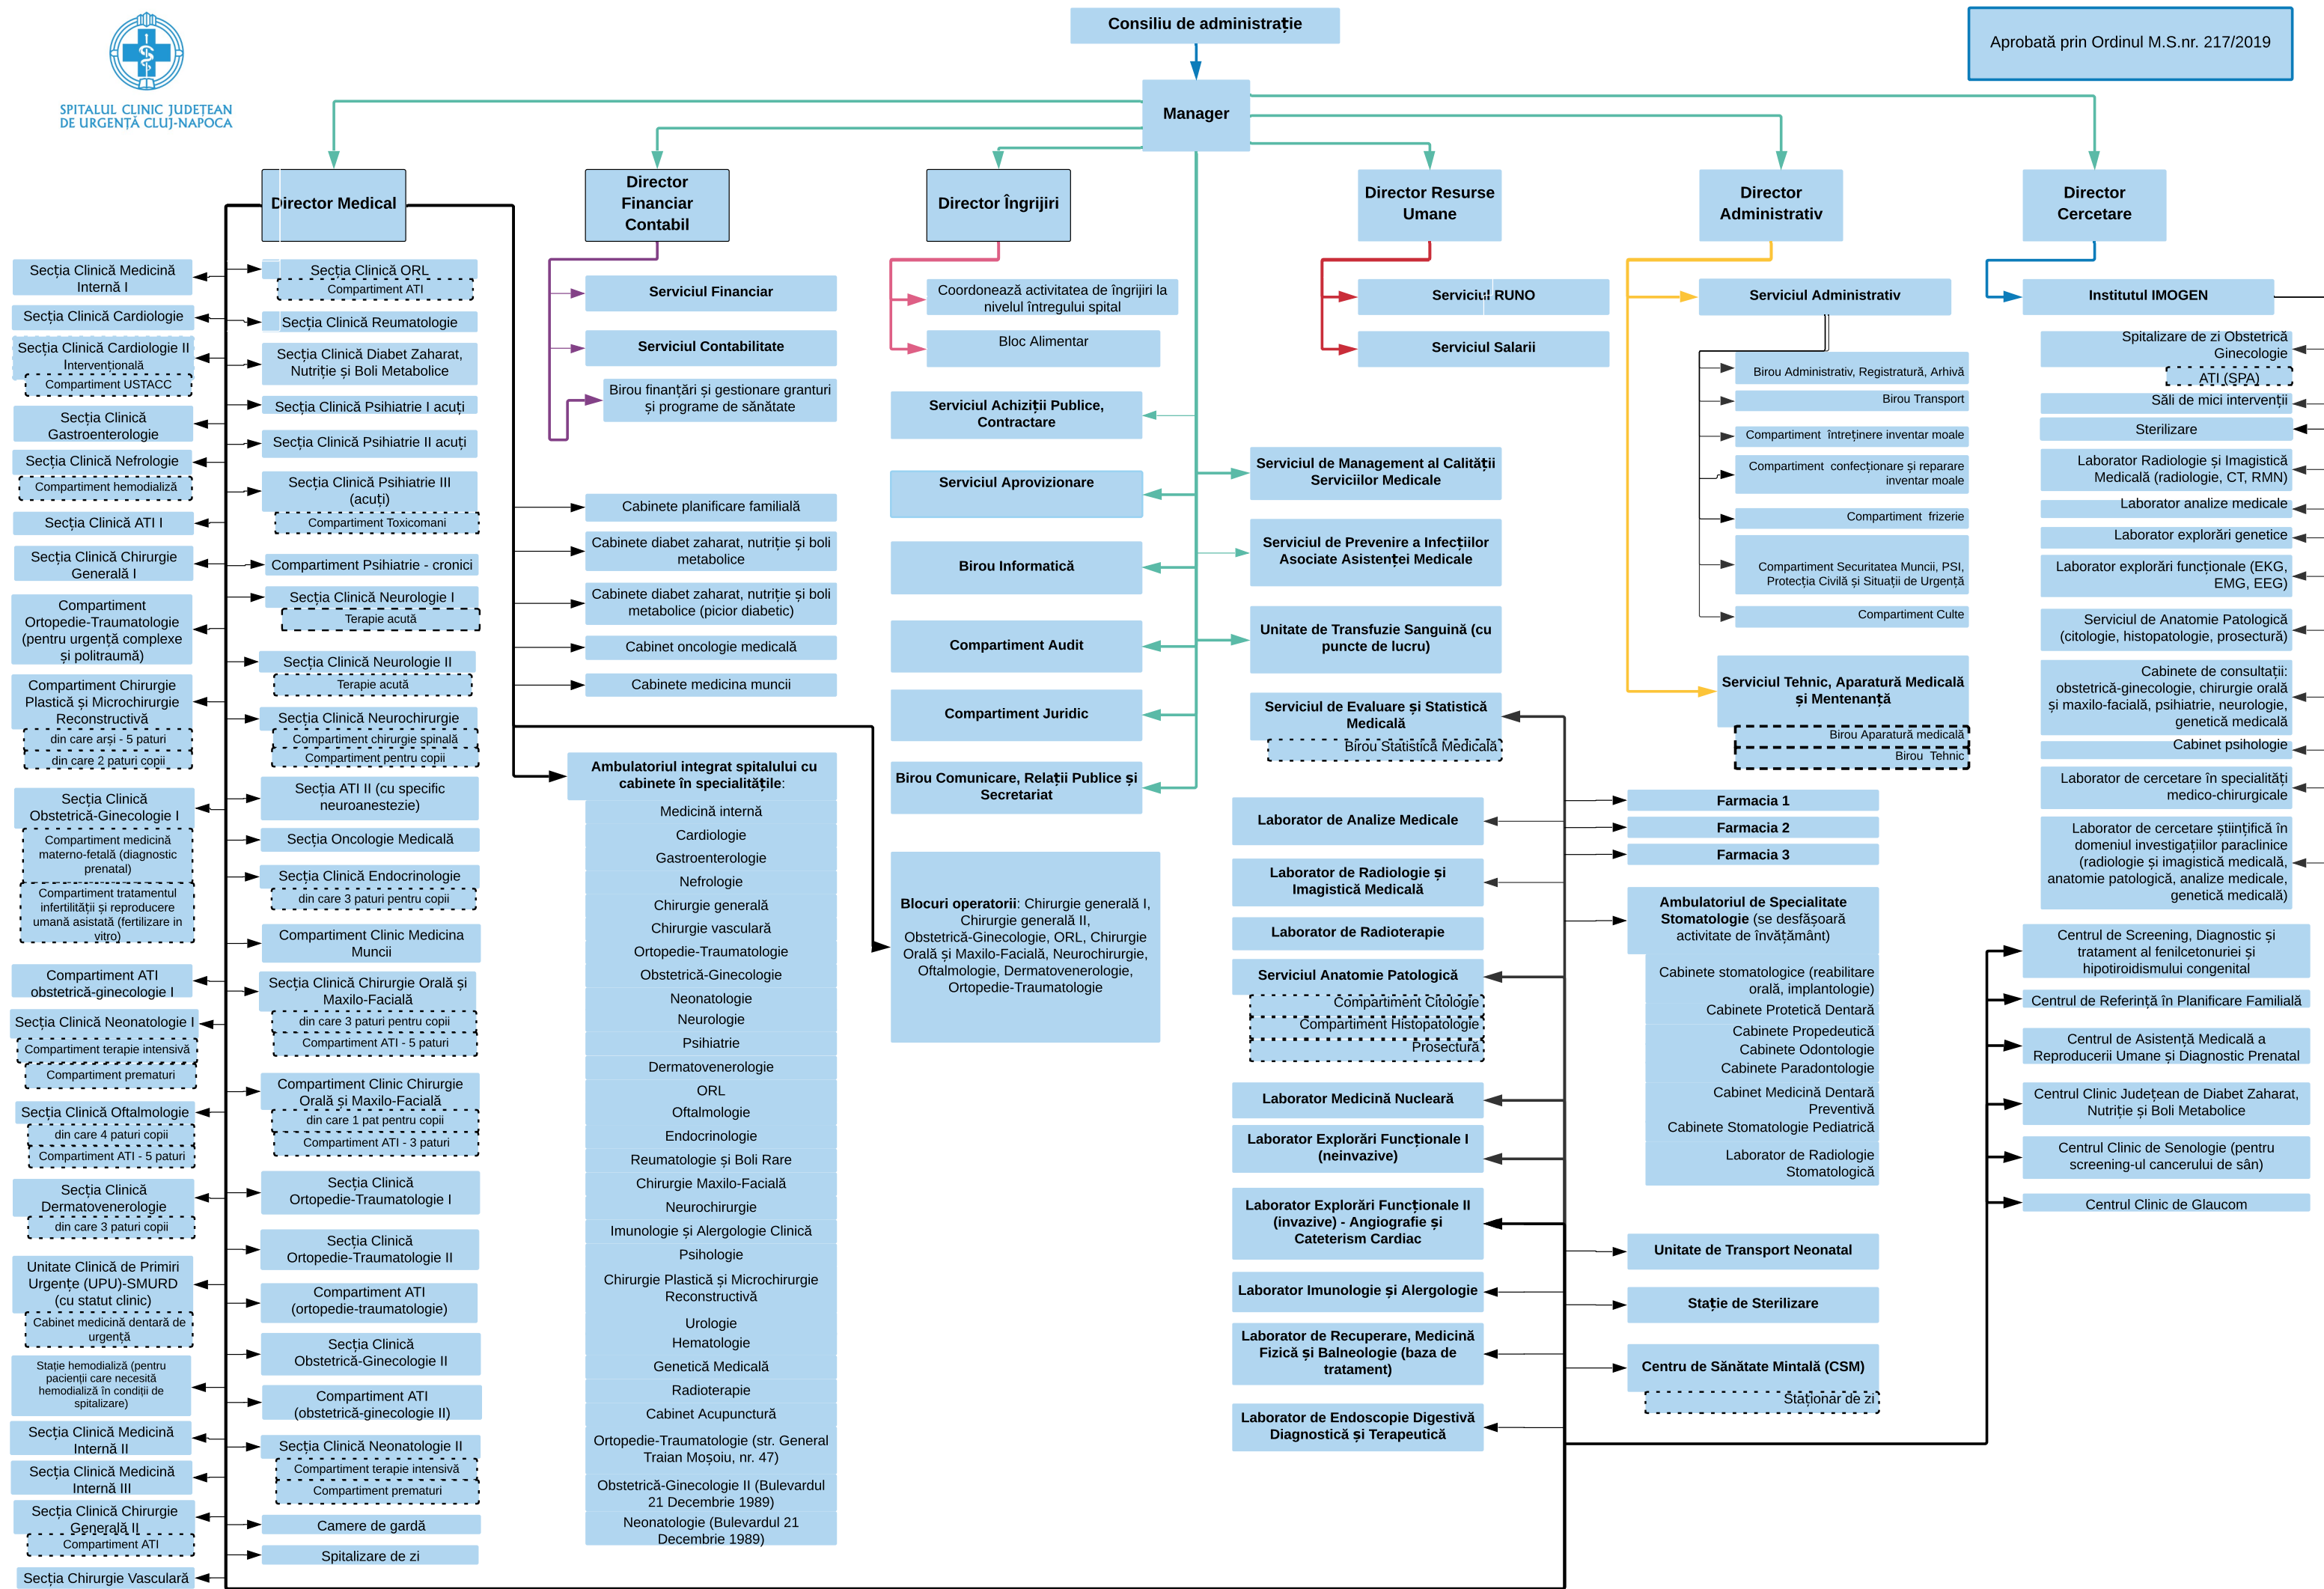 Consiliu de administrație
Aprobată prin Ordinul M.S.nr. 217/2019
SPITALUL CLINIC JUDEȚEAN
DE URGENȚĂ CLUJ-NAPOCA
Manager
Director Medical
Director
Financiar
Contabil
Director Îngrijiri
Director Resurse
Umane
Director
Administrativ
Director
Cercetare
Secția Clinică Medicină
Internă I
Secția Clinică Cardiologie
Secția Clinică Cardiologie II
Intervențională
Compartiment USTACC
Secția Clinică
Gastroenterologie
Secția Clinică Nefrologie
Compartiment hemodializă
Secția Clinică ATI I
Secția Clinică Chirurgie
Generală I
Compartiment
Ortopedie-Traumatologie
(pentru urgență complexe
și politraumă)
Compartiment Chirurgie
Plastică și Microchirurgie
Reconstructivă
din care arși - 5 paturi
din care 2 paturi copii
Secția Clinică
Obstetrică-Ginecologie I
Compartiment medicină
materno-fetală (diagnostic
prenatal)
Compartiment tratamentul
infertilității și reproducere
umană asistată (fertilizare in
vitro)
Compartiment ATI
obstetrică-ginecologie I
Secția Clinică Neonatologie I
Compartiment terapie intensivă
Compartiment prematuri
Secția Clinică Oftalmologie
din care 4 paturi copii
Compartiment ATI - 5 paturi
Secția Clinică
Dermatovenerologie
din care 3 paturi copii
Unitate Clinică de Primiri
Urgențe (UPU)-SMURD
(cu statut clinic)
Cabinet medicină dentară de
urgență
Stație hemodializă (pentru
pacienții care necesită
hemodializă în condiții de
spitalizare)
Secția Clinică Medicină
Internă II
Secția Clinică Medicină
Internă III
Secția Clinică Chirurgie
Generală II
Compartiment ATI
Secția Chirurgie Vasculară
Secția Clinică ORL
Compartiment ATI
Secția Clinică Reumatologie
Secția Clinică Diabet Zaharat,
Nutriție și Boli Metabolice
Secția Clinică Psihiatrie I acuți
Secția Clinică Psihiatrie II acuți
Secția Clinică Psihiatrie III
(acuți)
Compartiment Toxicomani
Compartiment Psihiatrie - cronici
Secția Clinică Neurologie I
Terapie acută
Secția Clinică Neurologie II
Terapie acută
Secția Clinică Neurochirurgie
Compartiment chirurgie spinală
Compartiment pentru copii
Secția ATI II (cu specific
neuroanestezie)
Secția Oncologie Medicală
Secția Clinică Endocrinologie
din care 3 paturi pentru copii
Compartiment Clinic Medicina
Muncii
Secția Clinică Chirurgie Orală și
Maxilo-Facială
din care 3 paturi pentru copii
Compartiment ATI - 5 paturi
Compartiment Clinic Chirurgie
Orală și Maxilo-Facială
din care 1 pat pentru copii
Compartiment ATI - 3 paturi
Secția Clinică
Ortopedie-Traumatologie I
Secția Clinică
Ortopedie-Traumatologie II
Compartiment ATI
(ortopedie-traumatologie)
Secția Clinică
Obstetrică-Ginecologie II
Compartiment ATI
(obstetrică-ginecologie II)
Secția Clinică Neonatologie II
Compartiment terapie intensivă
Compartiment prematuri
Camere de gardă
Spitalizare de zi
Serviciul Financiar
Serviciul Contabilitate
Birou finanțări și gestionare granturi
și programe de sănătate
Cabinete planificare familială
Cabinete diabet zaharat, nutriție și boli
metabolice
Cabinete diabet zaharat, nutriție și boli
metabolice (picior diabetic)
Cabinet oncologie medicală
Cabinete medicina muncii
Ambulatoriul integrat spitalului cu
cabinete în specialitățile:
Medicină internă
Cardiologie
Gastroenterologie
Nefrologie
Chirurgie generală
Chirurgie vasculară
Ortopedie-Traumatologie
Obstetrică-Ginecologie
Neonatologie
Neurologie
Psihiatrie
Dermatovenerologie
ORL
Oftalmologie
Endocrinologie
Reumatologie și Boli Rare
Chirurgie Maxilo-Facială
Neurochirurgie
Imunologie și Alergologie Clinică
Psihologie
Chirurgie Plastică și Microchirurgie
Reconstructivă
Urologie
Hematologie
Genetică Medicală
Radioterapie
Cabinet Acupunctură
Ortopedie-Traumatologie (str. General
Traian Moșoiu, nr. 47)
Obstetrică-Ginecologie II (Bulevardul
21 Decembrie 1989)
Neonatologie (Bulevardul 21
Decembrie 1989)
Coordonează activitatea de îngrijiri la
nivelul întregului spital
Bloc Alimentar
Serviciul Achiziții Publice,
Contractare
Serviciul Aprovizionare
Birou Informatică
Compartiment Audit
Compartiment Juridic
Birou Comunicare, Relații Publice și
Secretariat
Blocuri operatorii: Chirurgie generală I,
Chirurgie generală II,
Obstetrică-Ginecologie, ORL, Chirurgie
Orală și Maxilo-Facială, Neurochirurgie,
Oftalmologie, Dermatovenerologie,
Ortopedie-Traumatologie
Serviciul RUNO
Serviciul Salarii
Serviciul de Management al Calității
Serviciilor Medicale
Serviciul de Prevenire a Infecțiilor
Asociate Asistenței Medicale
Unitate de Transfuzie Sanguină (cu
puncte de lucru)
Serviciul de Evaluare și Statistică
Medicală
Birou Statistică Medicală
Laborator de Analize Medicale
Laborator de Radiologie și
Imagistică Medicală
Laborator de Radioterapie
Serviciul Anatomie Patologică
Compartiment Citologie
Compartiment Histopatologie
Prosectură
Laborator Medicină Nucleară
Laborator Explorări Funcționale I
(neinvazive)
Laborator Explorări Funcționale II
(invazive) - Angiografie și
Cateterism Cardiac
Laborator Imunologie și Alergologie
Laborator de Recuperare, Medicină
Fizică și Balneologie (baza de
tratament)
Laborator de Endoscopie Digestivă
Diagnostică și Terapeutică
Serviciul Administrativ
Birou Administrativ, Registratură, Arhivă
Birou Transport
Compartiment întreținere inventar moale
Compartiment confecționare și reparare
inventar moale
Compartiment frizerie
Compartiment Securitatea Muncii, PSI,
Protecția Civilă și Situații de Urgență
Compartiment Culte
Serviciul Tehnic, Aparatură Medicală
și Mentenanță
Birou Aparatură medicală
Birou Tehnic
Farmacia 1
Farmacia 2
Farmacia 3
Ambulatoriul de Specialitate
Stomatologie (se desfășoară
activitate de învățământ)
Cabinete stomatologice (reabilitare
orală, implantologie)
Cabinete Protetică Dentară
Cabinete Propedeutică
Cabinete Odontologie
Cabinete Paradontologie
Cabinet Medicină Dentară
Preventivă
Cabinete Stomatologie Pediatrică
Laborator de Radiologie
Stomatologică
Unitate de Transport Neonatal
Stație de Sterilizare
Centru de Sănătate Mintală (CSM)
Staționar de zi
Institutul IMOGEN
Spitalizare de zi Obstetrică
Ginecologie
ATI (SPA)
Săli de mici intervenții
Sterilizare
Laborator Radiologie și Imagistică
Medicală (radiologie, CT, RMN)
Laborator analize medicale
Laborator explorări genetice
Laborator explorări funcționale (EKG,
EMG, EEG)
Serviciul de Anatomie Patologică
(citologie, histopatologie, prosectură)
Cabinete de consultații:
obstetrică-ginecologie, chirurgie orală
și maxilo-facială, psihiatrie, neurologie,
genetică medicală
Cabinet psihologie
Laborator de cercetare în specialități
medico-chirurgicale
Laborator de cercetare științifică în
domeniul investigațiilor paraclinice
(radiologie și imagistică medicală,
anatomie patologică, analize medicale,
genetică medicală)
Centrul de Screening, Diagnostic și
tratament al fenilcetonuriei și
hipotiroidismului congenital
Centrul de Referință în Planificare Familială
Centrul de Asistență Medicală a
Reproducerii Umane și Diagnostic Prenatal
Centrul Clinic Județean de Diabet Zaharat,
Nutriție și Boli Metabolice
Centrul Clinic de Senologie (pentru
screening-ul cancerului de sân)
Centrul Clinic de Glaucom